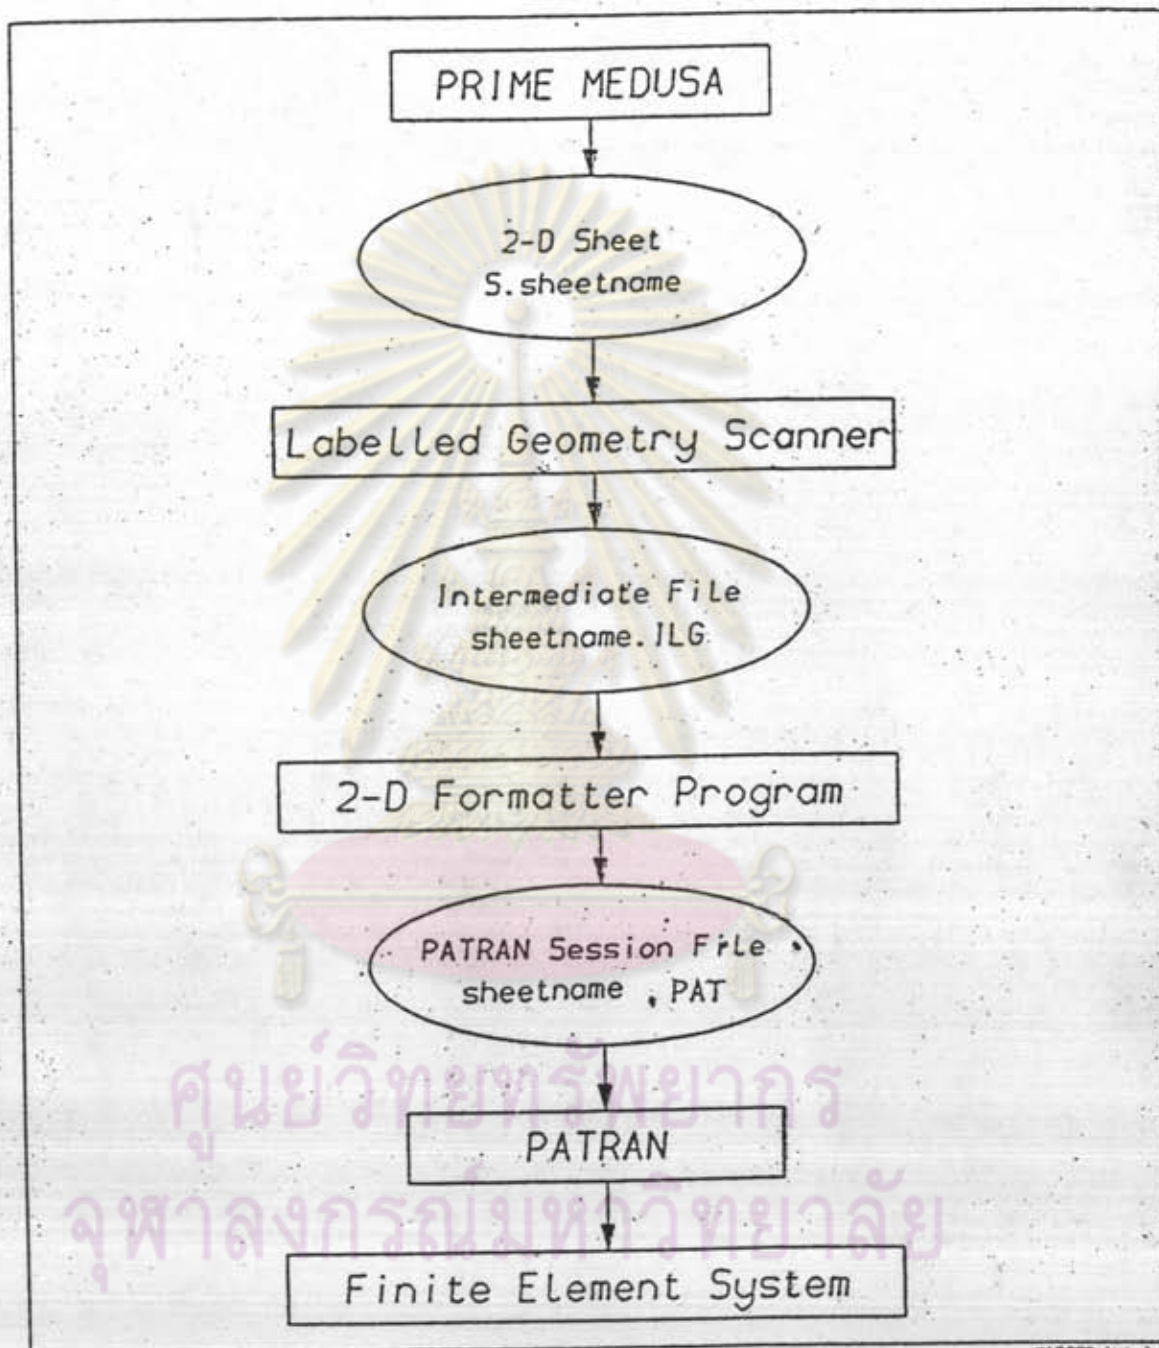 PRIME MEDUSA
2-D Sheet
S.sheetname
Labelled Geometry Scanner
Intermediate File
sheetname.ILG
2-D Formatter Program
PATRAN Session File
sheetname .PAT
PATRAN
Finite Element System
ศูนย์วิทยทรัพยากร
จุฬาลงกรณ์มหาวิทยาลัย